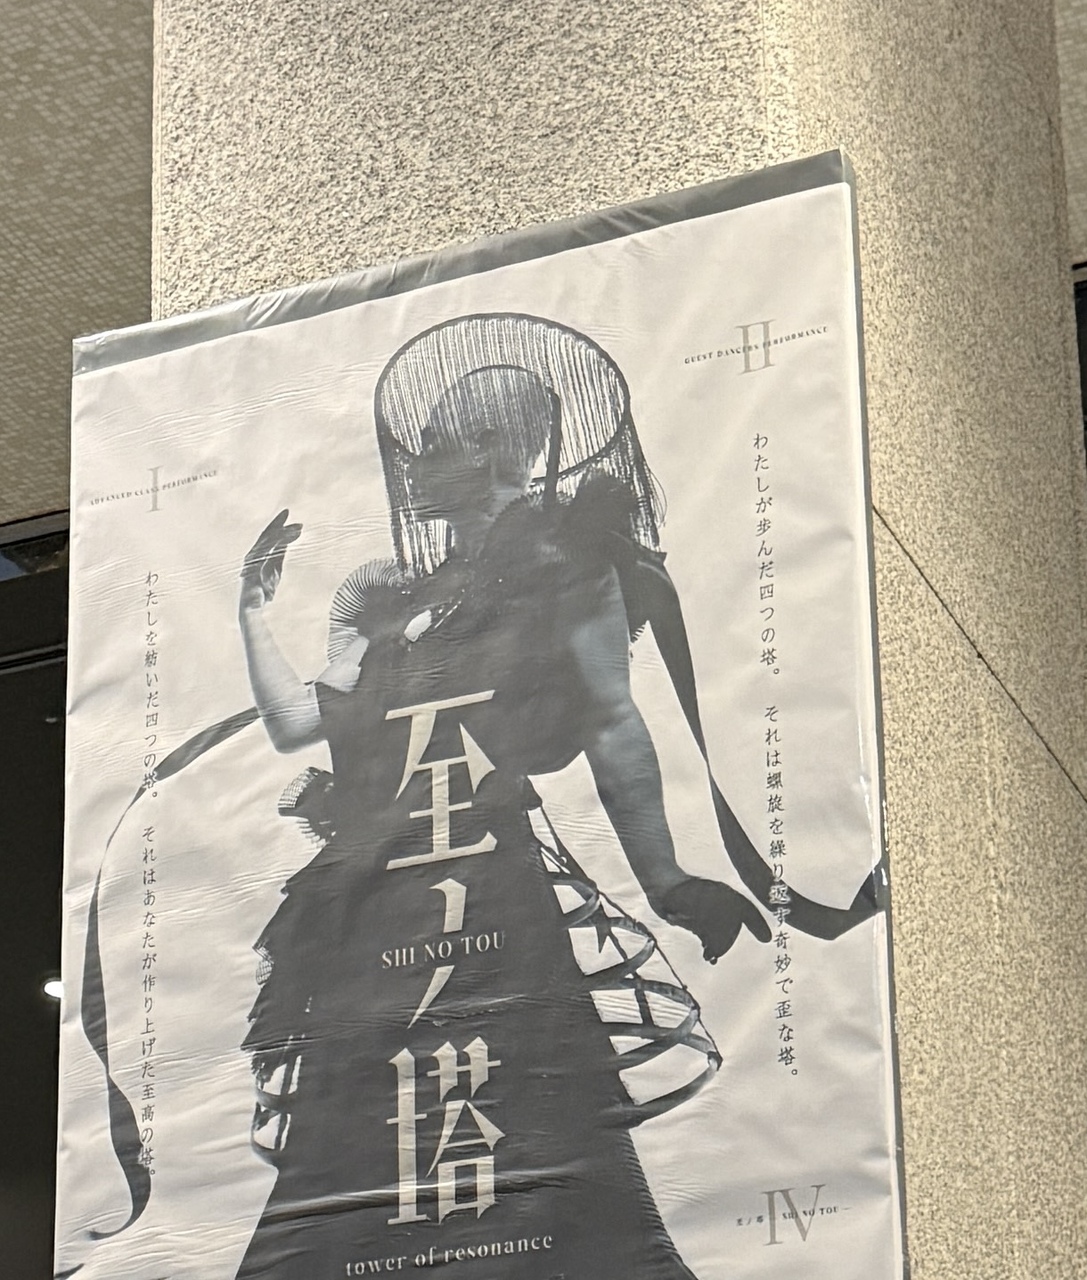 II
GUEST DANCERS PERFORMANCE
わたしが歩んだ四つの塔。 それは螺旋を繰り返す奇妙で歪な塔。
I
ADVANCED CLASS PERFORMANCE
わたしを紡いだ四つの塔。 それはあなたが作り上げた至高の塔。
至ノ塔
SHI NO TOU
tower of resonance
IV
至ノ塔 — SHI NO TOU —